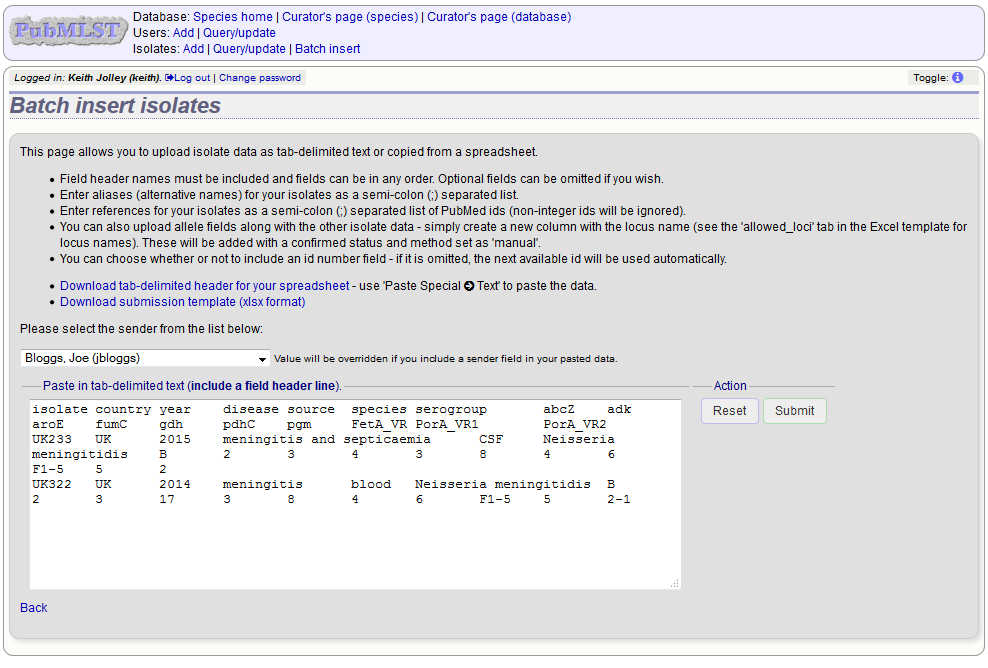 PubMLST
Database: Species home | Curator's page (species) | Curator's page (database)
Users: Add | Query/update
Isolates: Add | Query/update | Batch insert
Logged in: Keith Jolley (keith). Log out | Change password
Toggle: i
Batch insert isolates
This page allows you to upload isolate data as tab-delimited text or copied from a spreadsheet.
• Field header names must be included and fields can be in any order. Optional fields can be omitted if you wish.
• Enter aliases (alternative names) for your isolates as a semi-colon (;) separated list.
• Enter references for your isolates as a semi-colon (;) separated list of PubMed ids (non-integer ids will be ignored).
• You can also upload allele fields along with the other isolate data - simply create a new column with the locus name (see the 'allowed_loci' tab in the Excel template for
locus names). These will be added with a confirmed status and method set as 'manual'.
• You can choose whether or not to include an id number field - if it is omitted, the next available id will be used automatically.
• Download tab-delimited header for your spreadsheet - use 'Paste Special Text' to paste the data.
• Download submission template (xlsx format)
Please select the sender from the list below:
Bloggs, Joe (jbloggs) Value will be overridden if you include a sender field in your pasted data.
Paste in tab-delimited text (include a field header line).
Action
Reset Submit
isolate country year disease source species serogroup abcZ adk
aroE fumC gdh pdhC pgm FetA_VR PorA_VR1 PorA_VR2
UK233 UK 2015 meningitis and septicaemia CSF Neisseria
meningitidis B 2 3 4 3 8 4 6
F1-5 5 2
UK322 UK 2014 meningitis blood Neisseria meningitidis B
2 3 17 3 8 4 6 F1-5 5 2-1
Back